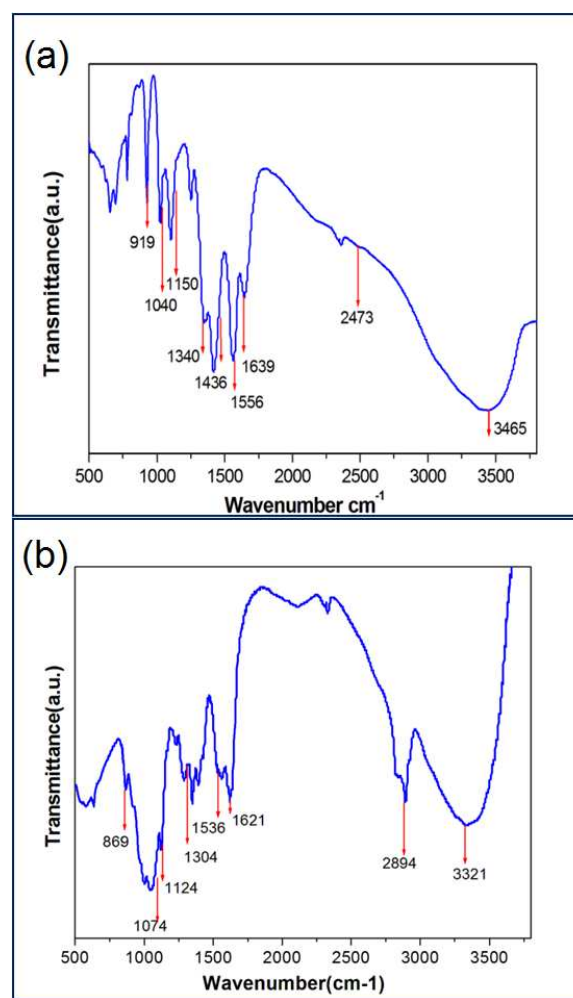 (a)
Transmittance(a.u.)
919
1040
1150
1340
1436
1556
1639
2473
3465
500 1000 1500 2000 2500 3000 3500
Wavenumber cm⁻¹
(b)
Transmittance(a.u.)
869
1074
1124
1304
1536
1621
2894
3321
500 1000 1500 2000 2500 3000 3500
Wavenumber(cm-1)